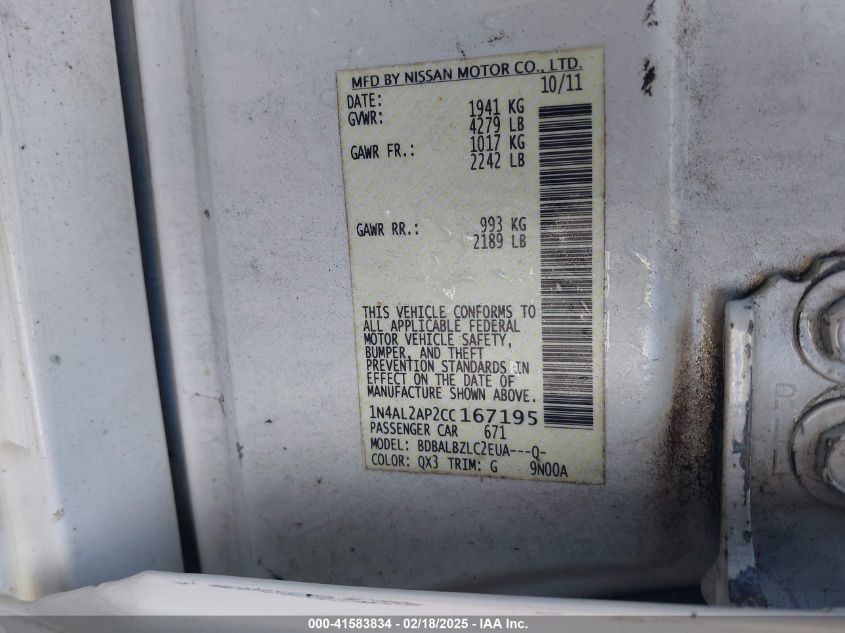 MFD BY NISSAN MOTOR CO., LTD.
DATE: 10/11
GVWR: 1941 KG
4279 LB
GAWR FR.: 1017 KG
2242 LB
GAWR RR.: 993 KG
2189 LB
THIS VEHICLE CONFORMS TO
ALL APPLICABLE FEDERAL
MOTOR VEHICLE SAFETY,
BUMPER, AND THEFT
PREVENTION STANDARDS IN
EFFECT ON THE DATE OF
MANUFACTURE SHOWN ABOVE.
1N4AL2AP2CC167195
PASSENGER CAR 671
MODEL: BDBALBZLC2EUA---Q-
COLOR: QX3 TRIM: G 9N00A
000-41583834 - 02/18/2025 - IAA Inc.